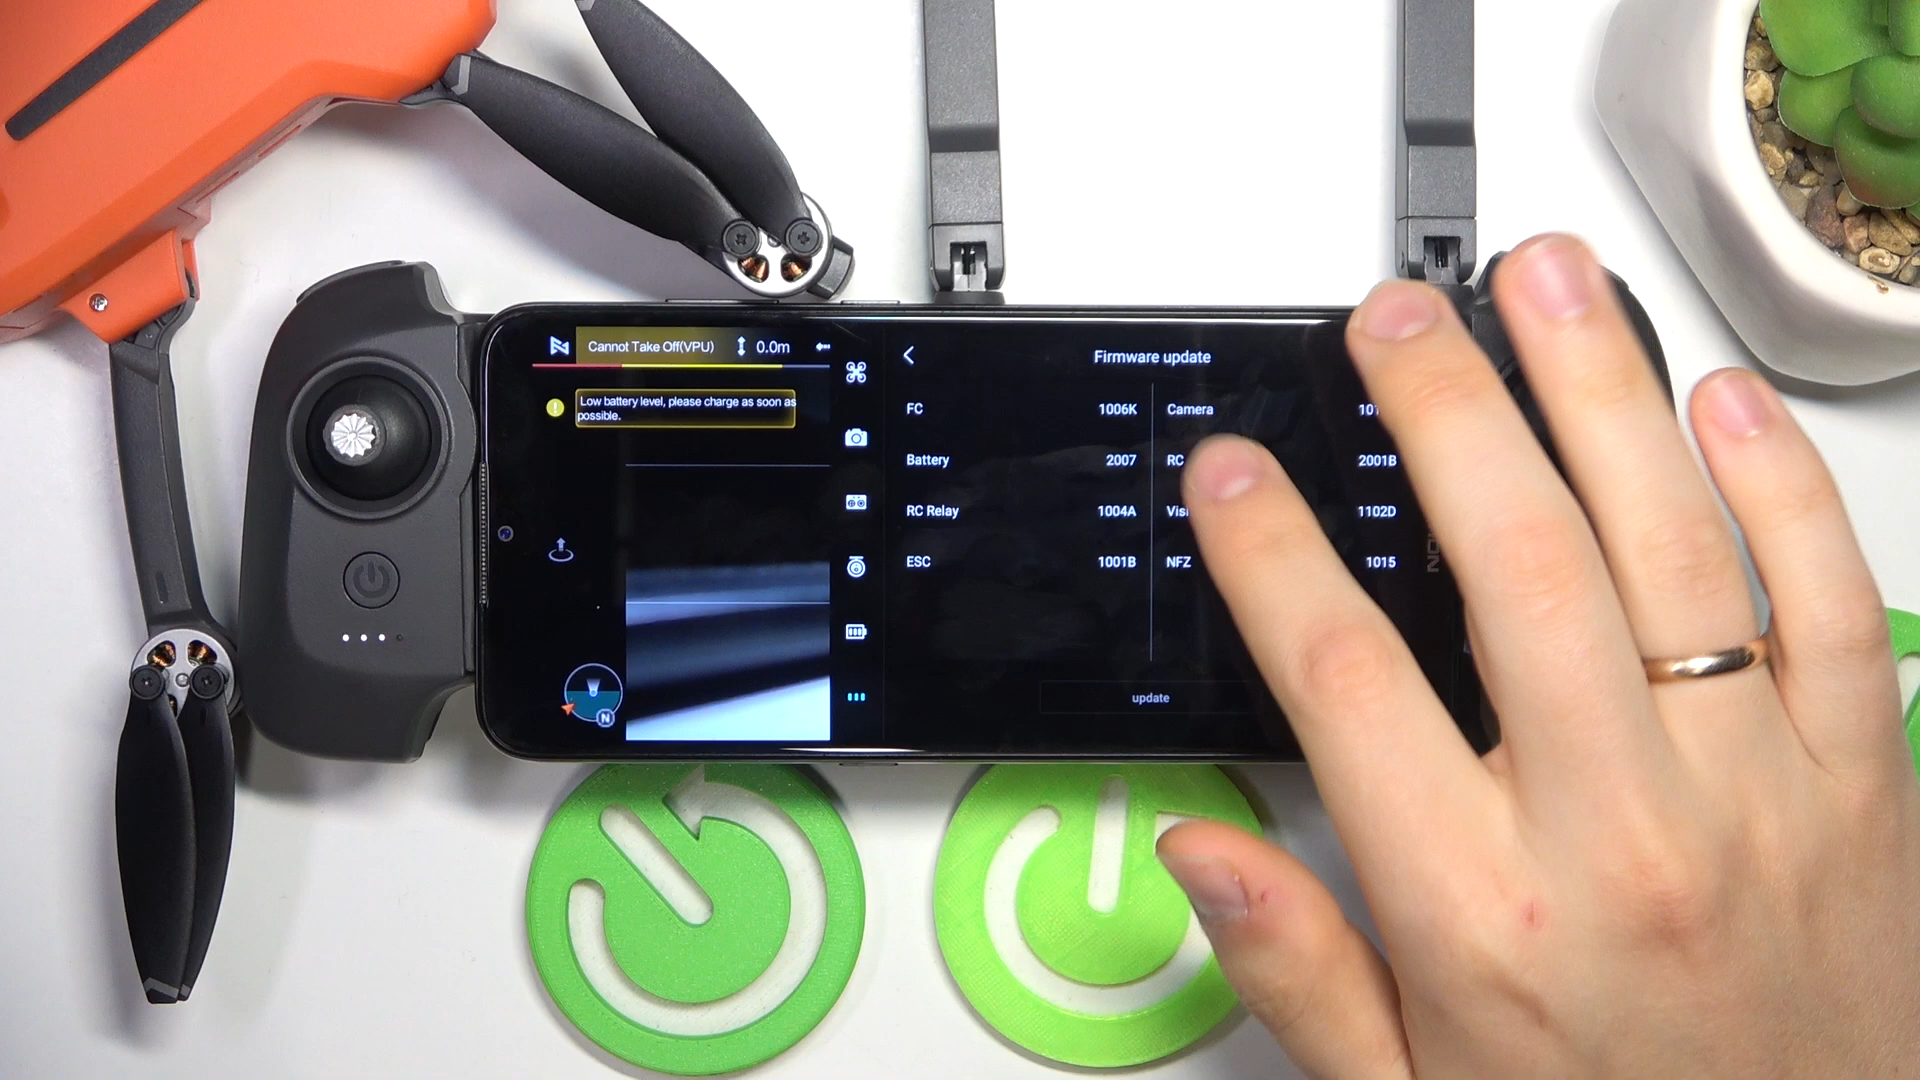 Cannot Take Off(VPU) 0.0m
Low battery level, please charge as soon as
possible.
N
Firmware update
FC 1006K
Camera
Battery 2007
RC 2001B
RC Relay 1004A
1102D
ESC 1001B
NFZ 1015
update